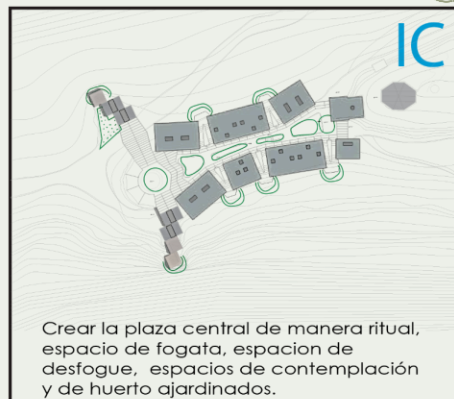 IC
Crear la plaza central de manera ritual,
espacio de fogata, espacion de
desfogue, espacios de contemplación
y de huerto ajardinados.